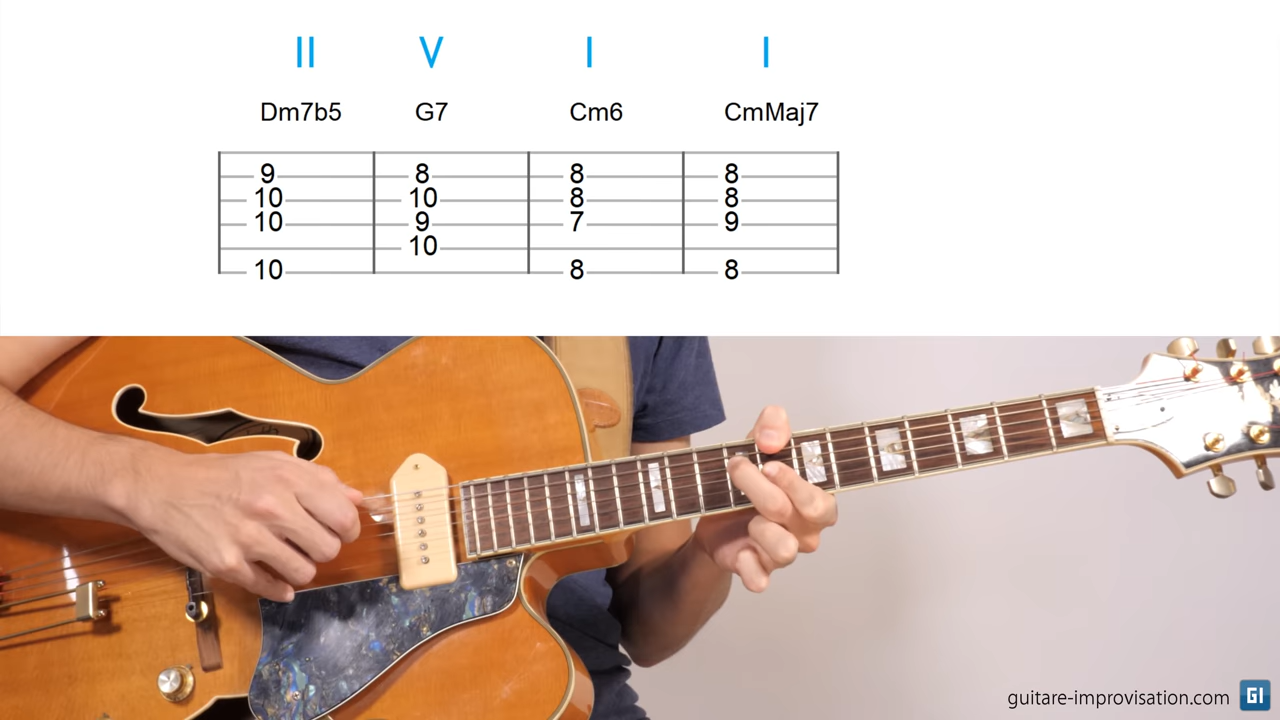 II V I I
Dm7b5 G7 Cm6 CmMaj7
9 8 8 8
10 10 8 8
10 9 7 9
10
10 8 8
guitare-improvisation.com GI